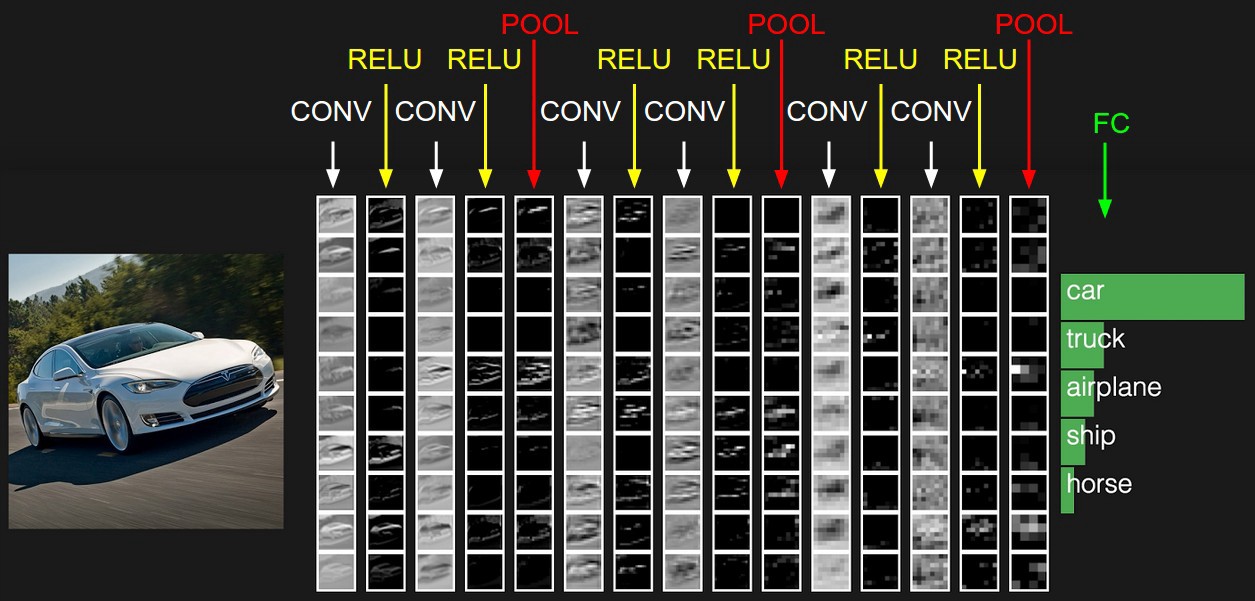 POOL POOL POOL
RELU RELU RELU RELU RELU RELU
CONV CONV CONV CONV CONV CONV
FC
car
truck
airplane
ship
horse